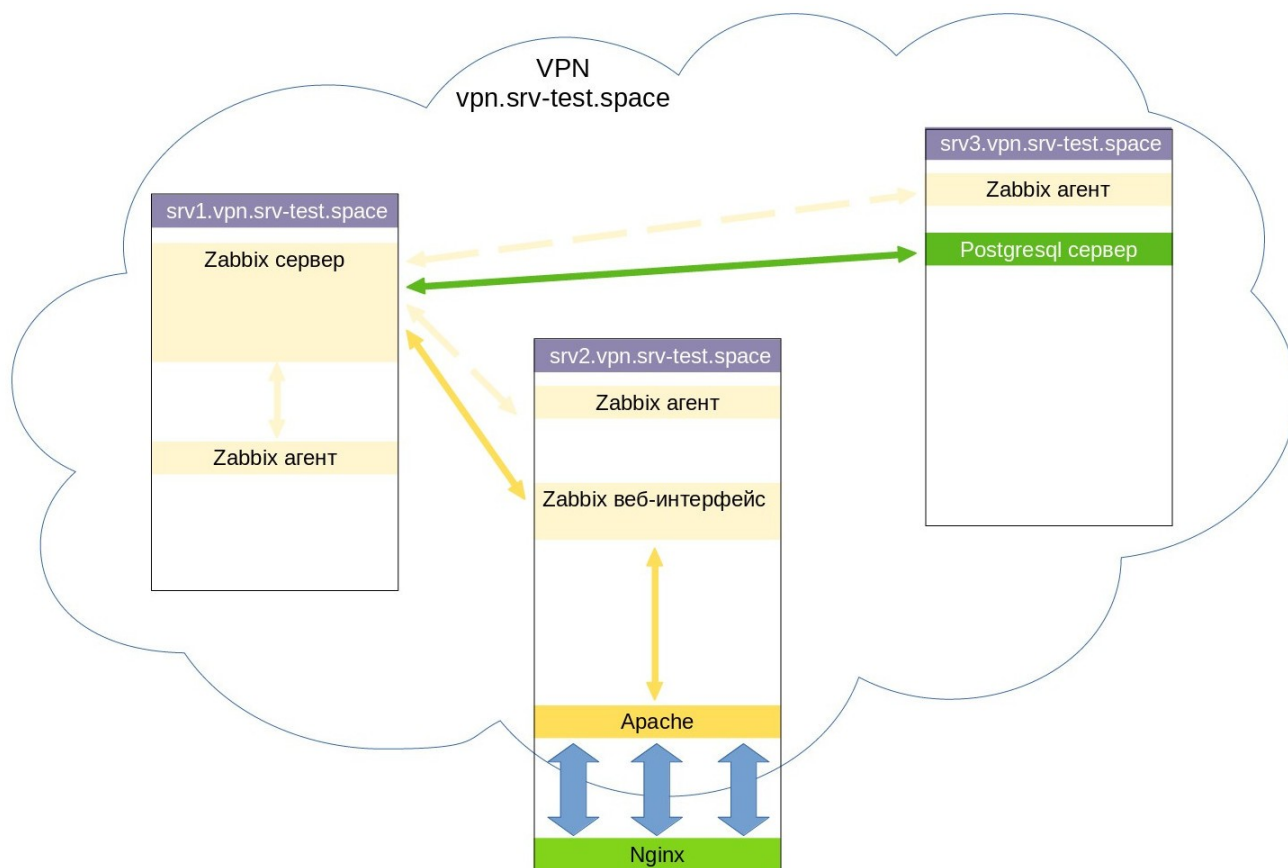 VPN
vpn.srv-test.space
srv1.vpn.srv-test.space
Zabbix сервер
Zabbix агент
srv2.vpn.srv-test.space
Zabbix агент
Zabbix веб-интерфейс
Apache
Nginx
srv3.vpn.srv-test.space
Zabbix агент
Postgresql сервер